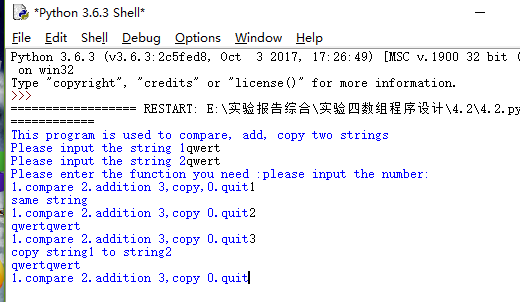 *Python 3.6.3 Shell*
File Edit Shell Debug Options Window Help
Python 3.6.3 (v3.6.3:2c5fed8, Oct  3 2017, 17:26:49) [MSC v.1900 32 bit (
 on win32
Type "copyright", "credits" or "license()" for more information.
>>>
=================== RESTART: E:\实验报告综合\实验四数组程序设计\4.2\4.2.py
============
This program is used to compare, add, copy two strings
Please input the string 1qwert
Please input the string 2qwert
Please enter the function you need :please input the number:
1.compare 2.addition 3,copy,0.quit1
same string
1.compare 2.addition 3,copy 0.quit2
qwertqwert
1.compare 2.addition 3,copy 0.quit3
copy string1 to string2
qwertqwert
1.compare 2.addition 3,copy 0.quit